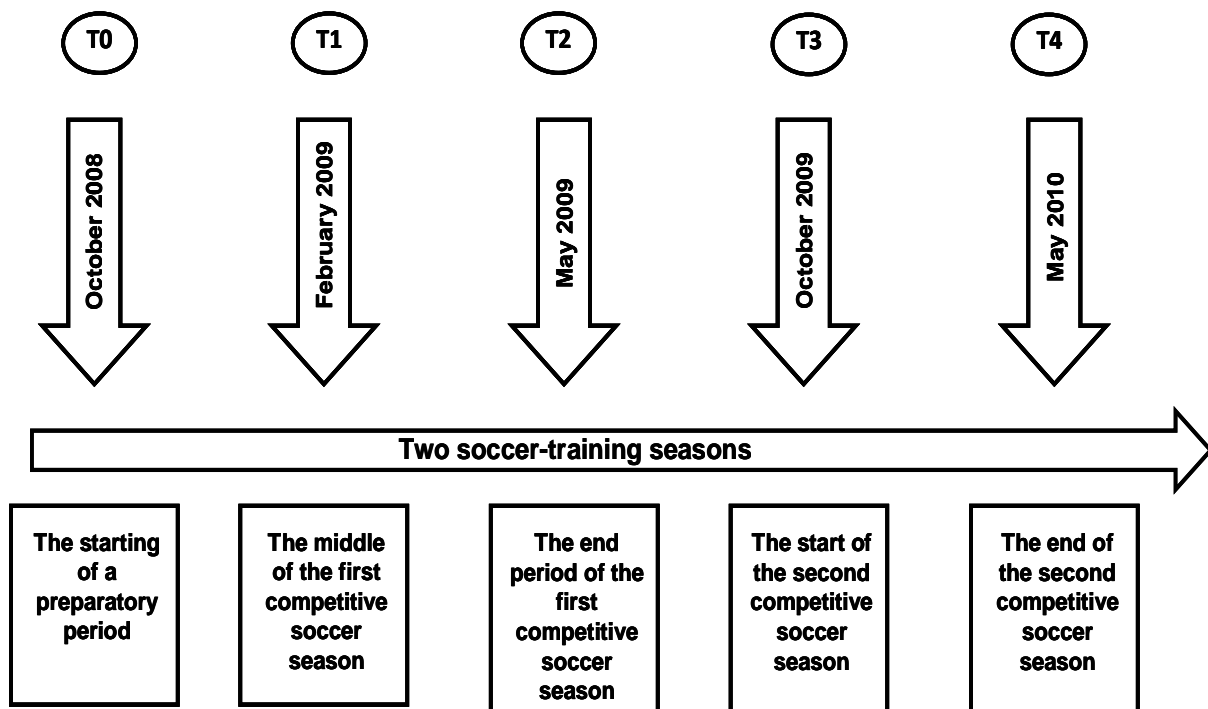 T0
T1
T2
T3
T4
October 2008
February 2009
May 2009
October 2009
May 2010
Two soccer-training seasons
The starting
of a
preparatory
period
The middle
of the first
competitive
soccer
season
The end
period of the
first
competitive
soccer
season
The start of
the second
competitive
soccer
season
The end of
the second
competitive
soccer
season